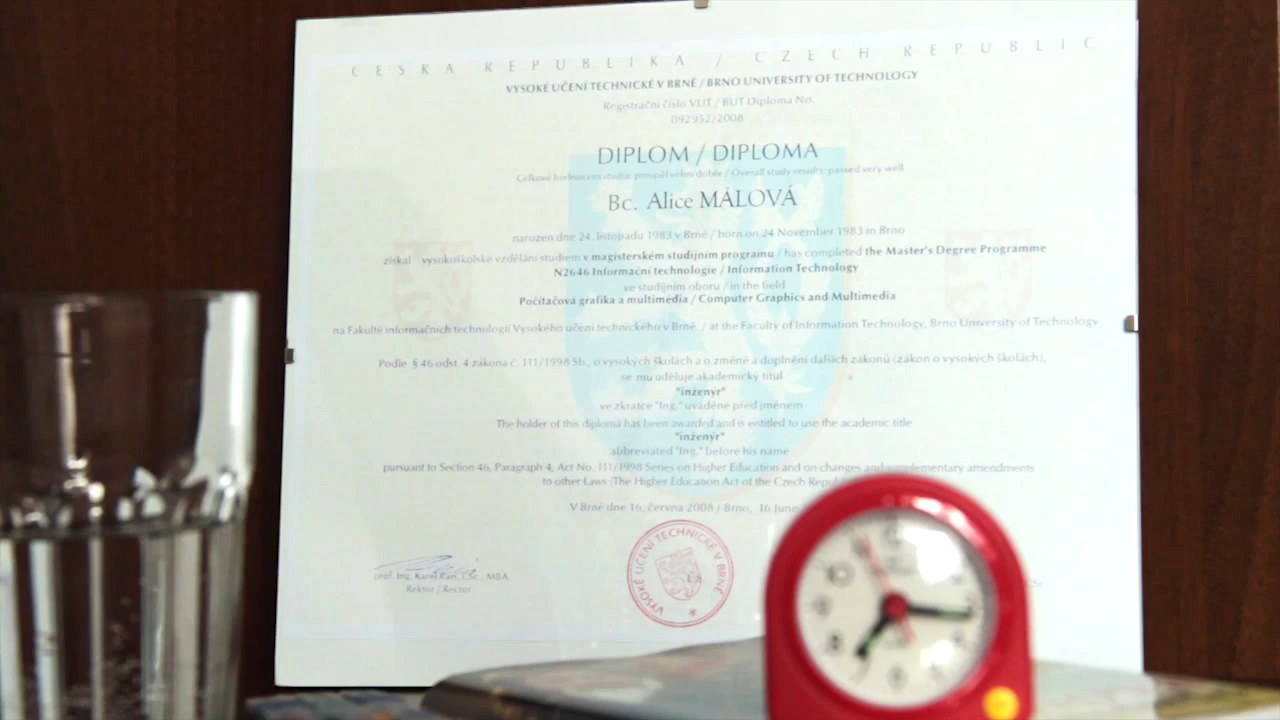 ČESKÁ REPUBLIKA / CZECH REPUBLIC
VYSOKÉ UČENÍ TECHNICKÉ V BRNĚ / BRNO UNIVERSITY OF TECHNOLOGY
Registrační číslo VUT / BUT Diploma No.
092952/2008
DIPLOM / DIPLOMA
Celkové hodnocení studia: prospěl velmi dobře / Overall study results: passed very well
Bc. Alice MÁLOVÁ
narozen dne 24. listopadu 1983 v Brně / born on 24 November 1983 in Brno
získal vysokoškolské vzdělání studiem v magisterském studijním programu / has completed the Master's Degree Programme
N2646 Informační technologie / Information Technology
ve studijním oboru / in the field
Počítačová grafika a multimédia / Computer Graphics and Multimedia
na Fakultě informačních technologií Vysokého učení technického v Brně. / at the Faculty of Information Technology, Brno University of Technology
Podle § 46 odst. 4 zákona č. 111/1998 Sb., o vysokých školách a o změně a doplnění dalších zákonů (zákon o vysokých školách),
se mu uděluje akademický titul
"inženýr"
ve zkratce "Ing." uváděné před jménem
The holder of this diploma has been awarded and is entitled to use the academic title
"inženýr"
abbreviated "Ing." before his name
pursuant to Section 46, Paragraph 4, Act No. 111/1998 Series on Higher Education and on changes and supplementary amendments
to other Laws (The Higher Education Act of the Czech
V Brně dne 16. června 2008 / Brno, 16 June
VYSOKÉ UČENÍ TECHNICKÉ V BRNĚ
prof. Ing. Karel Rais, CSc., MBA
Rektor / Rector
10
8